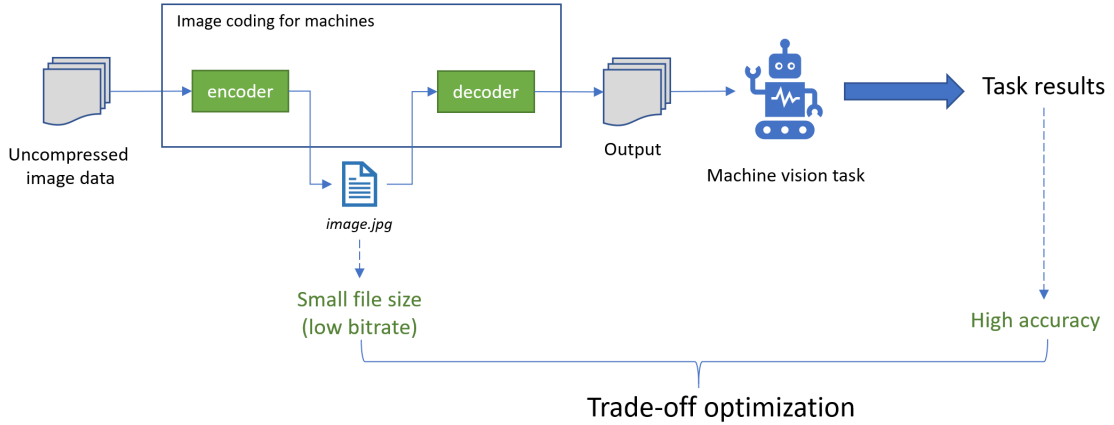 Image coding for machines
encoder
decoder
Uncompressed
image data
Output
Machine vision task
Task results
image.jpg
Small file size
(low bitrate)
High accuracy
Trade-off optimization